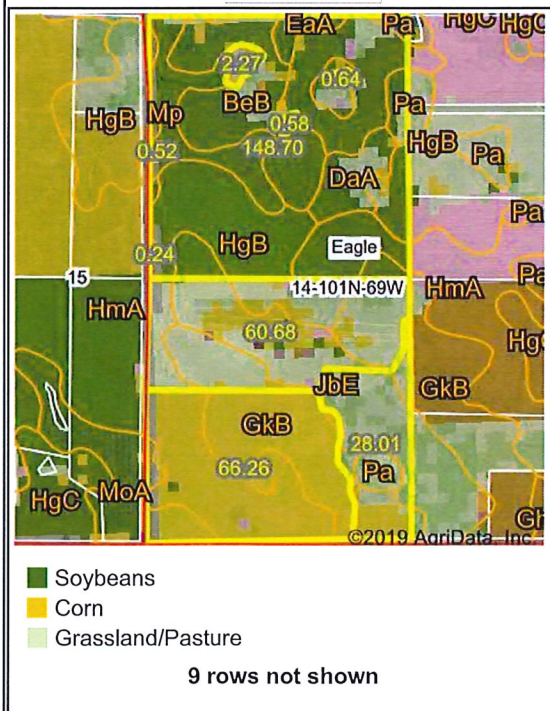 EaA Pa HgC HgC
2.27 0.64
HgB Mp BeB Pa
0.58
0.52 148.70 HgB Pa
DaA
Pa
0.24 HgB Eagle
15 14-101N-69W Pa
HmA HmA
60.68 HgC
JbE GkB
GkB 28.01
66.26 Pa
HgC MoA
©2019 AgriData, Inc.
Soybeans
Corn
Grassland/Pasture
9 rows not shown